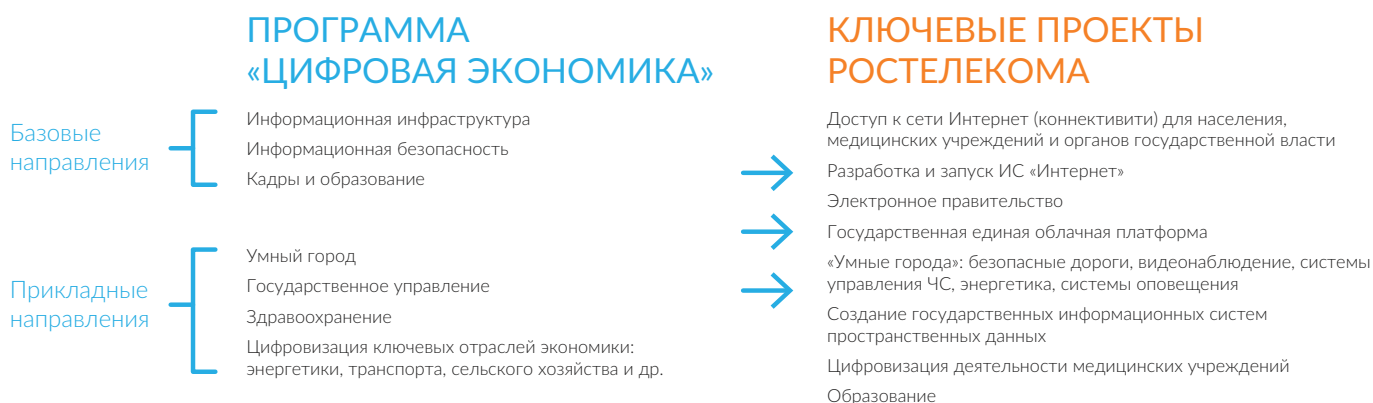 ПРОГРАММА
«ЦИФРОВАЯ ЭКОНОМИКА»
Базовые
направления
Информационная инфраструктура
Информационная безопасность
Кадры и образование
Прикладные
направления
Умный город
Государственное управление
Здравоохранение
Цифровизация ключевых отраслей экономики:
энергетики, транспорта, сельского хозяйства и др.
КЛЮЧЕВЫЕ ПРОЕКТЫ
РОСТЕЛЕКОМА
Доступ к сети Интернет (коннективити) для населения,
медицинских учреждений и органов государственной власти
Разработка и запуск ИС «Интернет»
Электронное правительство
Государственная единая облачная платформа
«Умные города»: безопасные дороги, видеонаблюдение, системы
управления ЧС, энергетика, системы оповещения
Создание государственных информационных систем
пространственных данных
Цифровизация деятельности медицинских учреждений
Образование